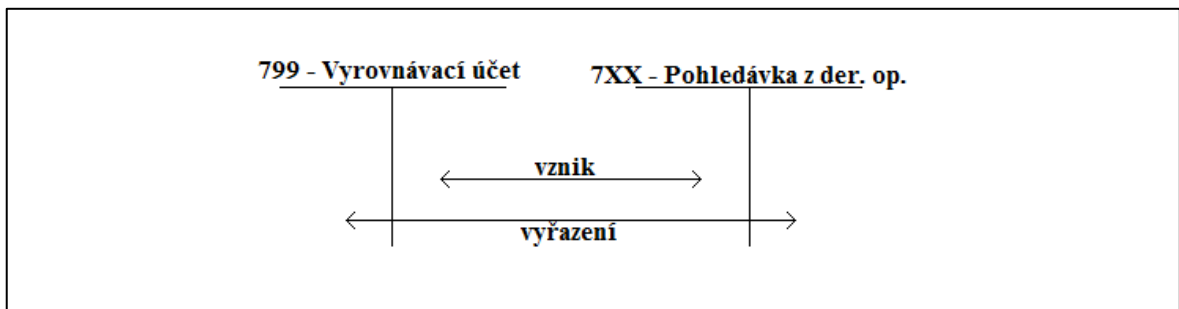 799 - Vyrovnávací účet 7XX - Pohledávka z der. op.
vznik
vyřazení